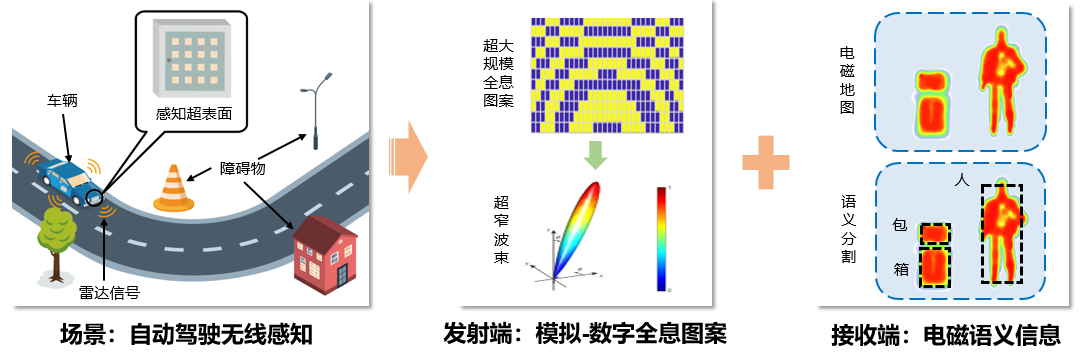 感知超表面
车辆
障碍物
雷达信号
场景：自动驾驶无线感知
超大
规模
全息
图案
超
窄
波
束
发射端：模拟-数字全息图案
电
磁
地
图
语
义
分
割
人
包
箱
接收端：电磁语义信息